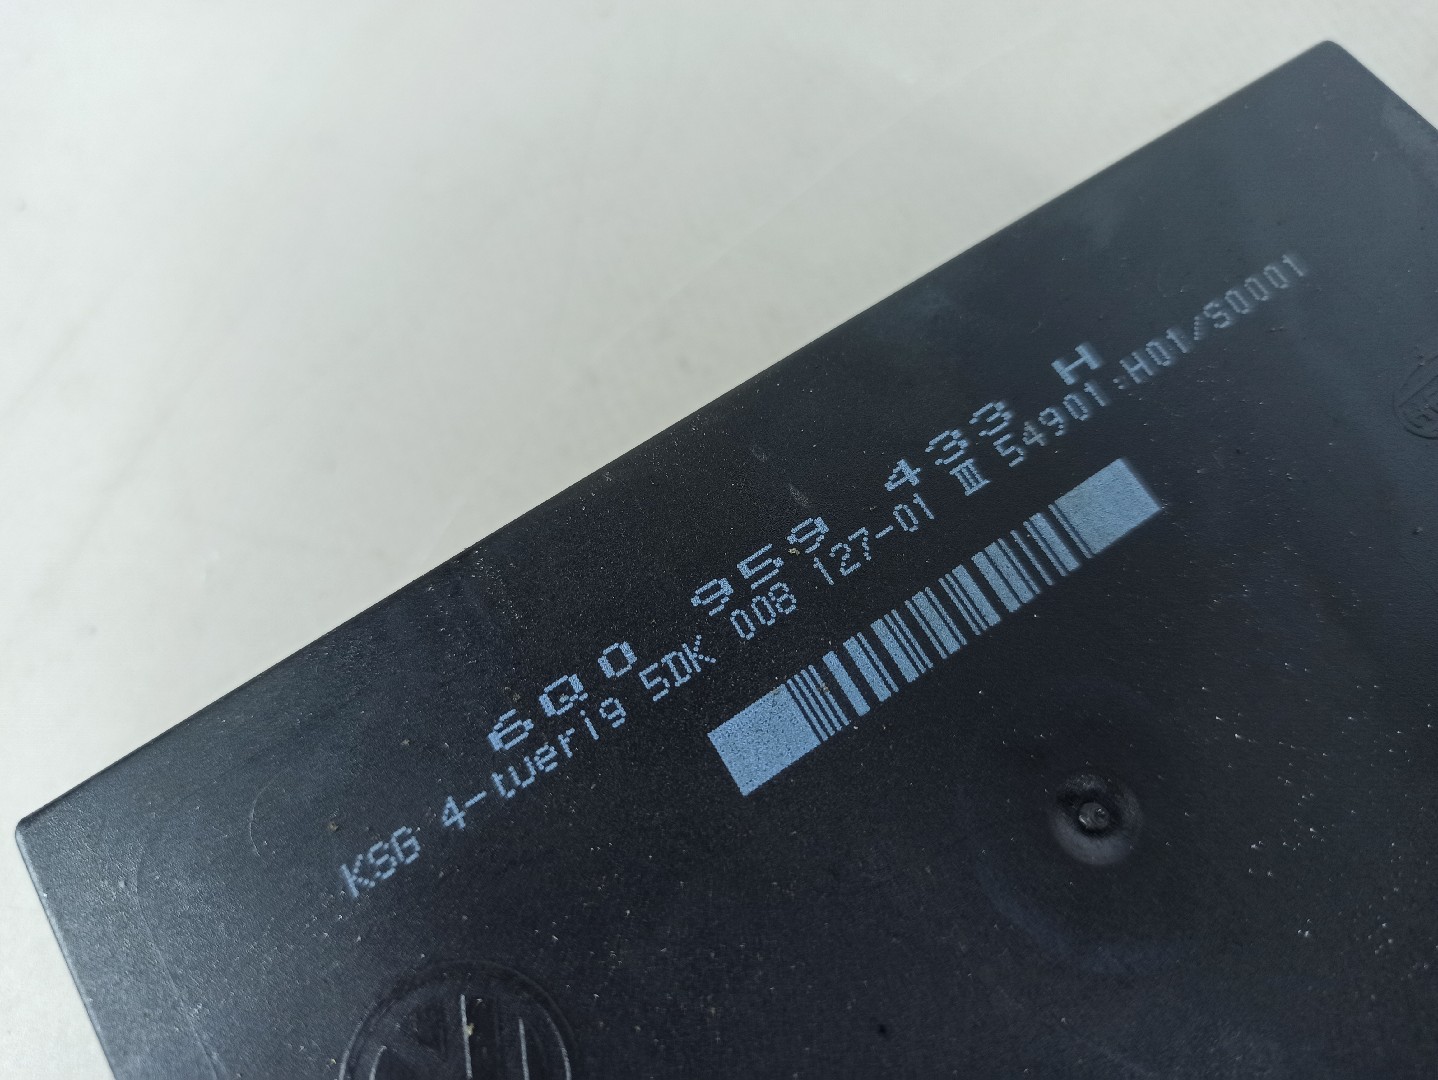 6Q0 959 433 H
KSG 4-tuerig 5DK 008 127-01 III 54901:H01/S0001